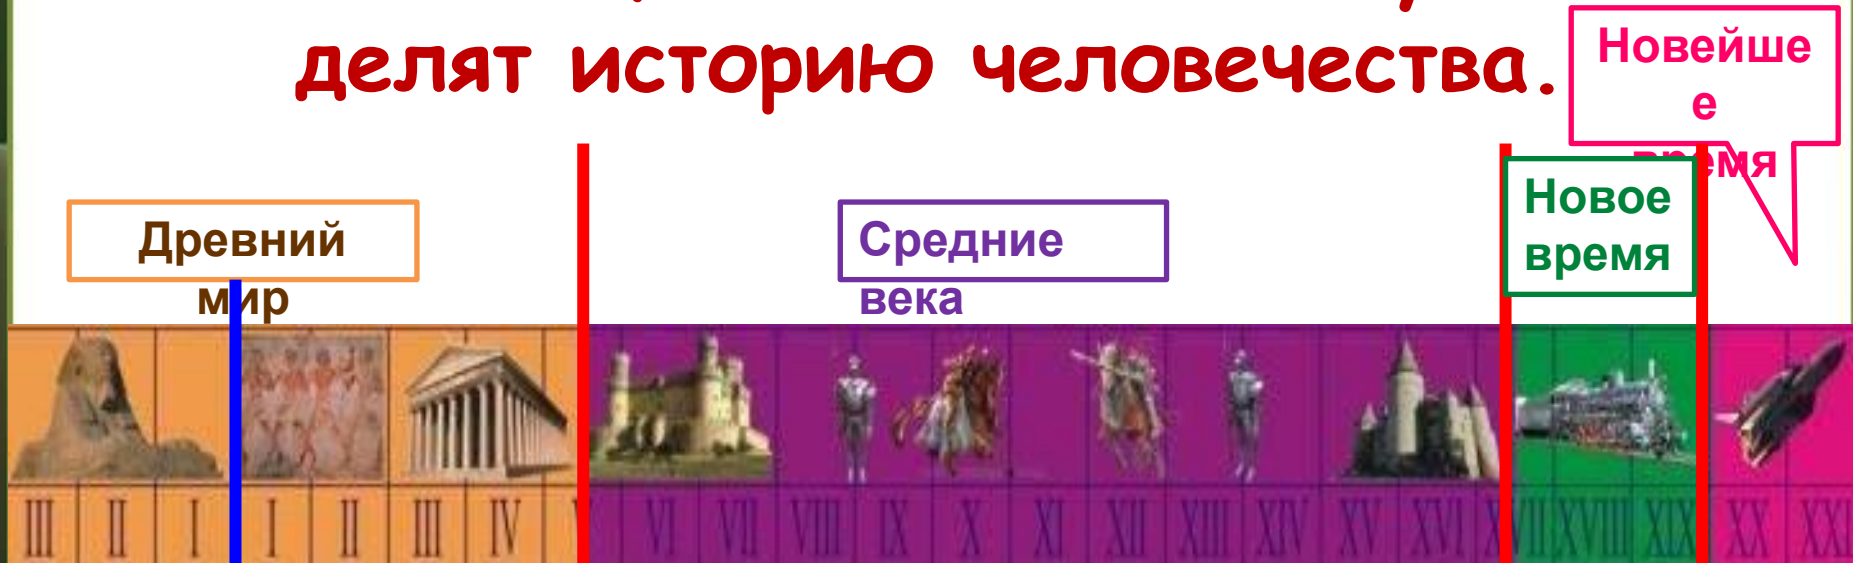 делят историю человечества.
Новейше
е
время
Новое
время
Древний
мир
Средние
века
III II I I II III IV V VI VII VIII IX X XI XII XIII XIV XV XVI XVII XVIII XIX XX XXI